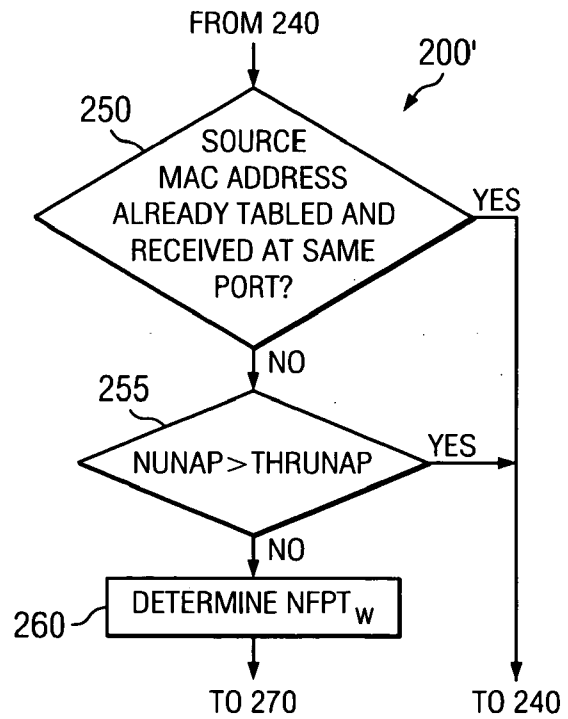 FROM 240
200'
250
SOURCE
MAC ADDRESS
ALREADY TABLED AND
RECEIVED AT SAME
PORT?
YES
NO
255
NUNAP>THRUNAP
YES
NO
DETERMINE NFPTW
260
TO 270
TO 240